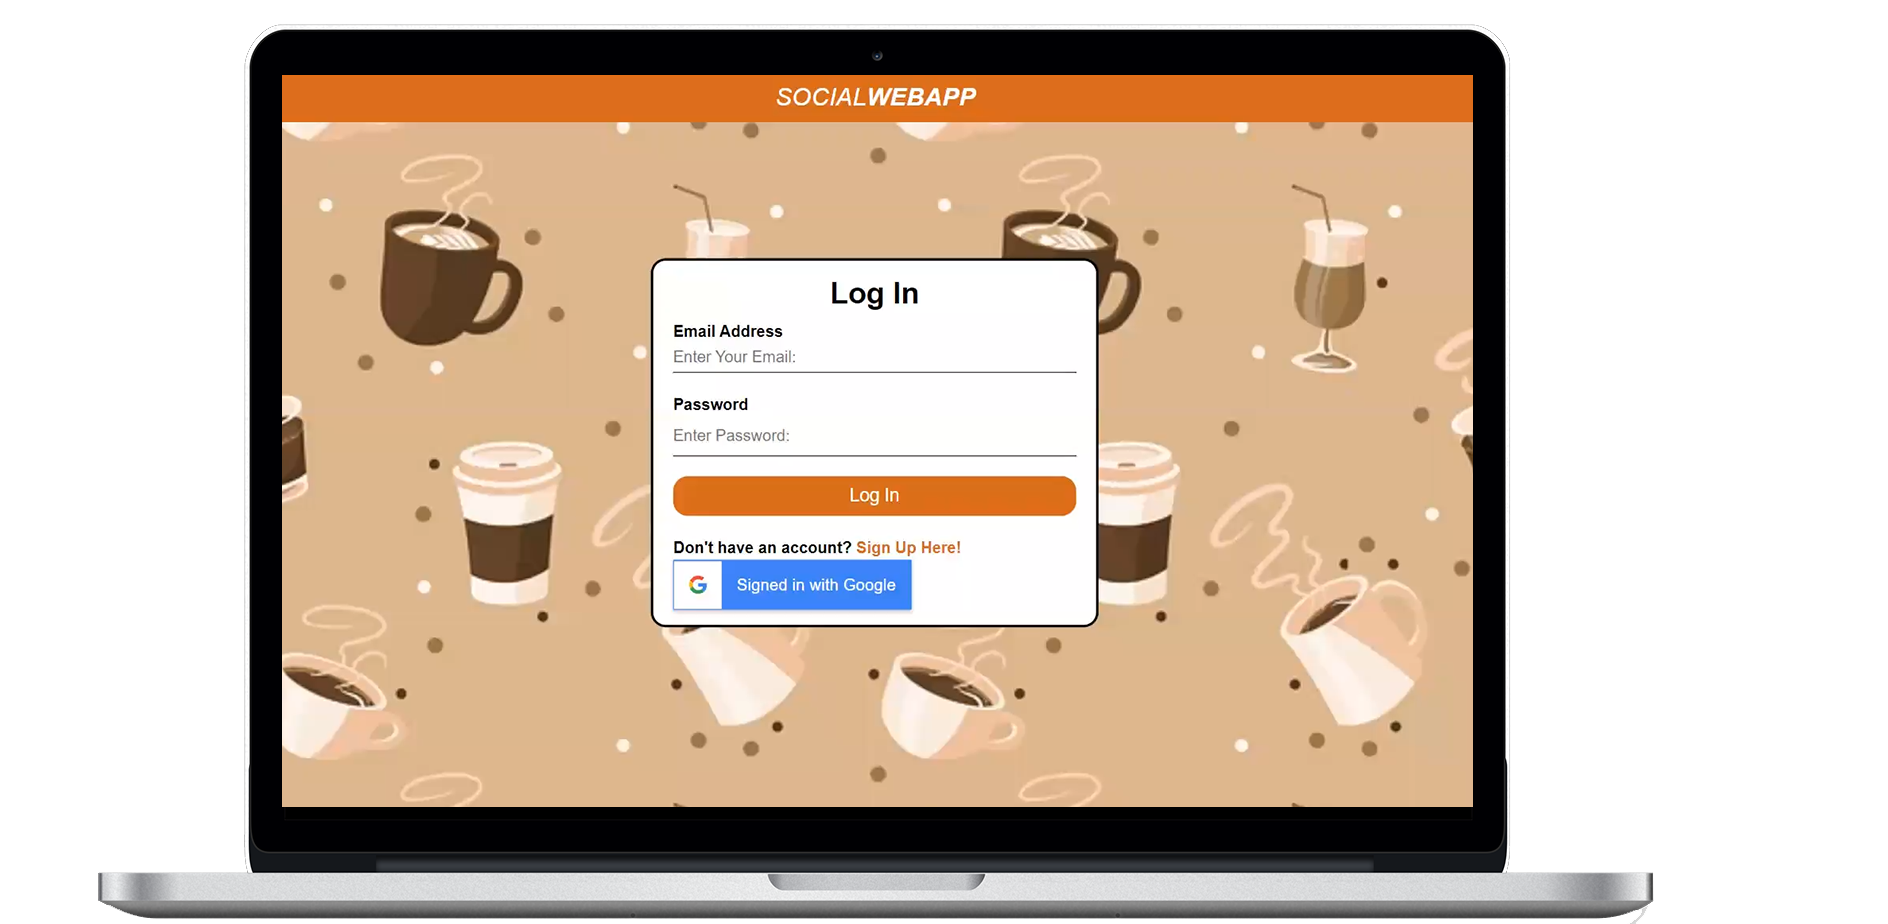 SOCIALWEBAPP
Log In
Email Address
Enter Your Email:
Password
Enter Password:
Log In
Don't have an account? Sign Up Here!
G Signed in with Google